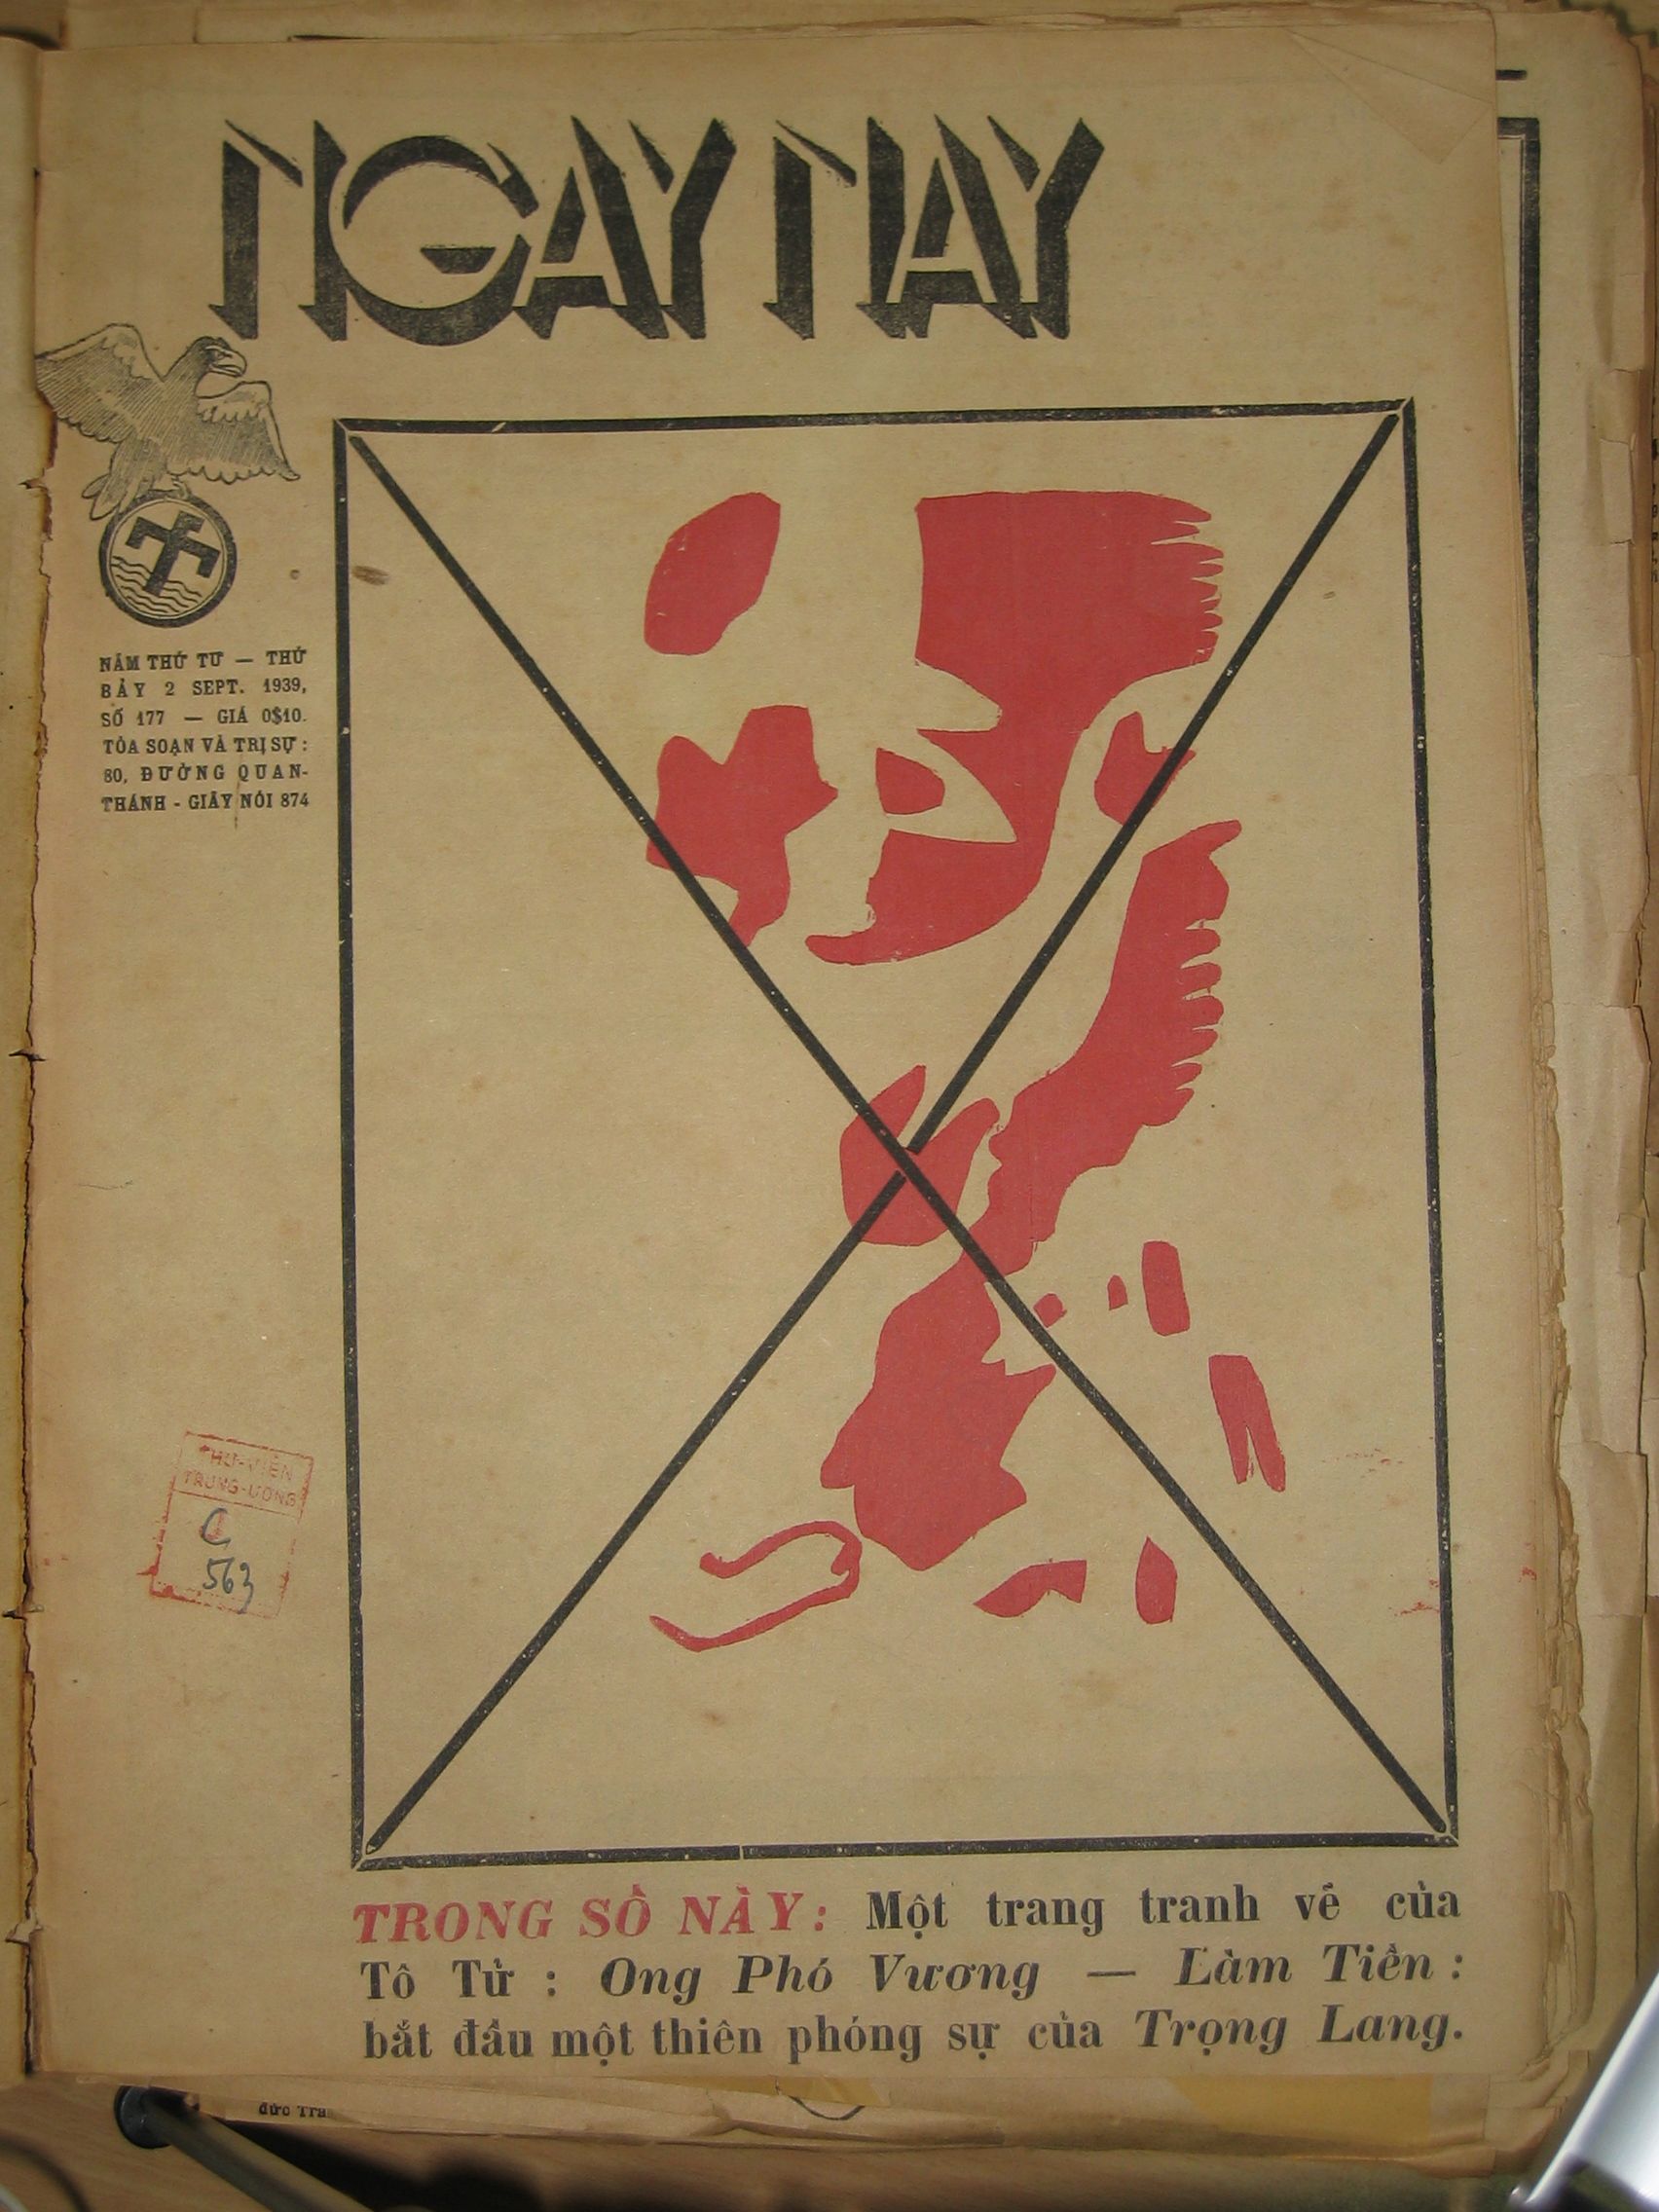 NGAY NAY
NĂM THỨ TƯ — THỨ
BẢY 2 SEPT. 1939,
SỐ 177 — GIÁ 0$10.
TÒA SOẠN VÀ TRỊ SỰ :
80, ĐƯỜNG QUAN-
THÁNH - GIÂY NÓI 874
THƯ-VIỆN
TRUNG-ƯƠNG
C
563
TRONG SỐ NÀY : Một trang tranh vẽ của
Tô Tử : Ong Phó Vương — Làm Tiền :
bắt đầu một thiên phóng sự của Trọng Lang.
đức Tra